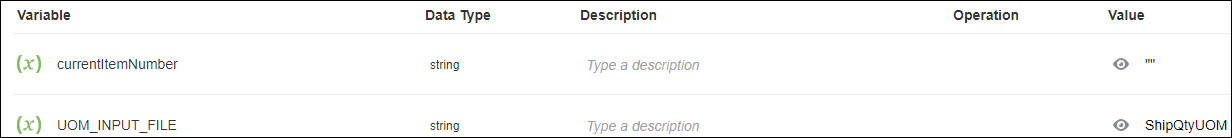 Variable Data Type Description Operation Value
(x) currentItemNumber string Type a description ""
(x) UOM_INPUT_FILE string Type a description ShipQtyUOM